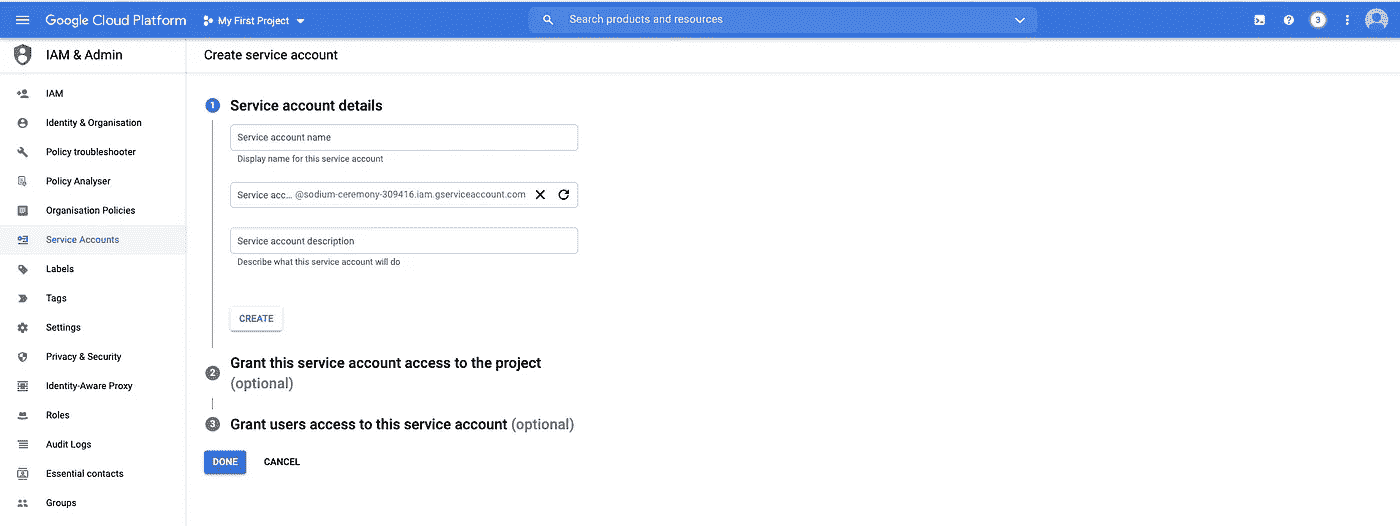 Google Cloud Platform My First Project Search products and resources 3
IAM & Admin Create service account
IAM
Identity & Organisation
Policy troubleshooter
Policy Analyser
Organisation Policies
Service Accounts
Labels
Tags
Settings
Privacy & Security
Identity-Aware Proxy
Roles
Audit Logs
Essential contacts
Groups
1 Service account details
Service account name
Display name for this service account
Service acc... @sodium-ceremony-309416.iam.gserviceaccount.com
Service account description
Describe what this service account will do
CREATE
2 Grant this service account access to the project
(optional)
3 Grant users access to this service account (optional)
DONE CANCEL